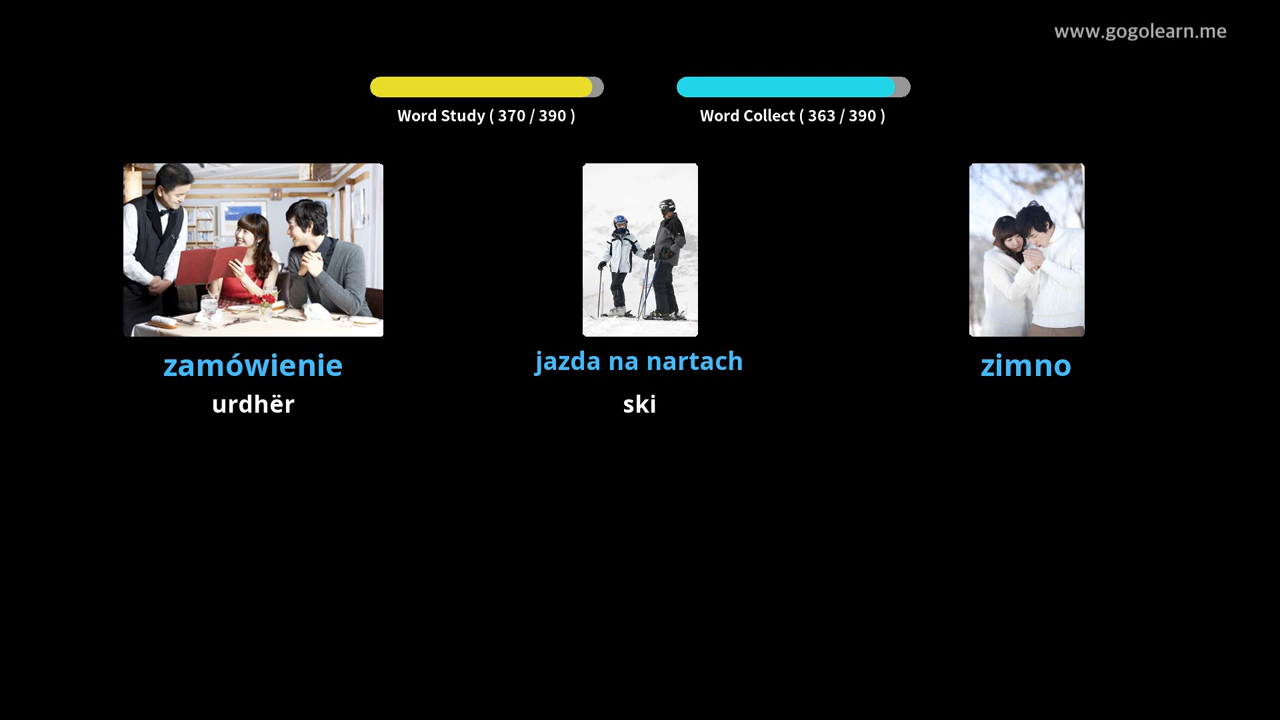 www.gogolearn.me
Word Study ( 370 / 390 )
Word Collect ( 363 / 390 )
zamówienie
jazda na nartach
zimno
urdhër
ski